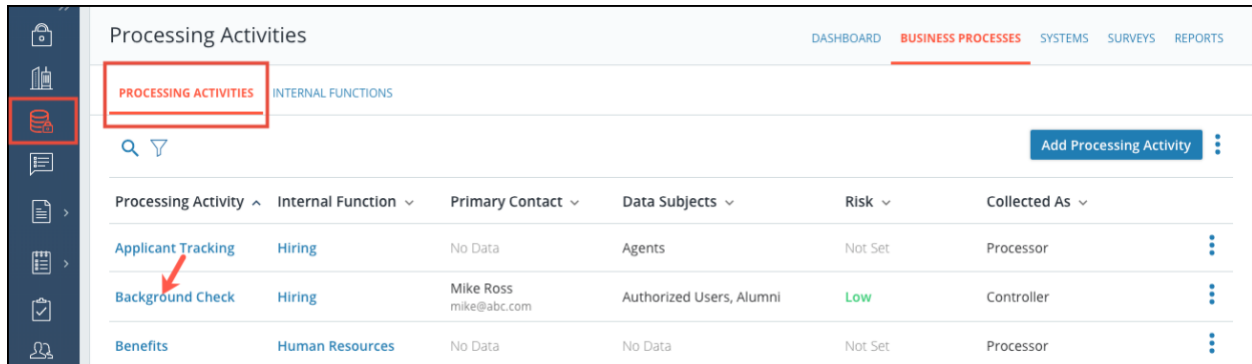 Processing Activities
DASHBOARD BUSINESS PROCESSES SYSTEMS SURVEYS REPORTS
PROCESSING ACTIVITIES INTERNAL FUNCTIONS
Add Processing Activity
Processing Activity Internal Function Primary Contact Data Subjects Risk Collected As
Applicant Tracking Hiring No Data Agents Not Set Processor
Background Check Hiring Mike Ross Authorized Users, Alumni Low Controller
mike@abc.com
Benefits Human Resources No Data No Data Not Set Processor